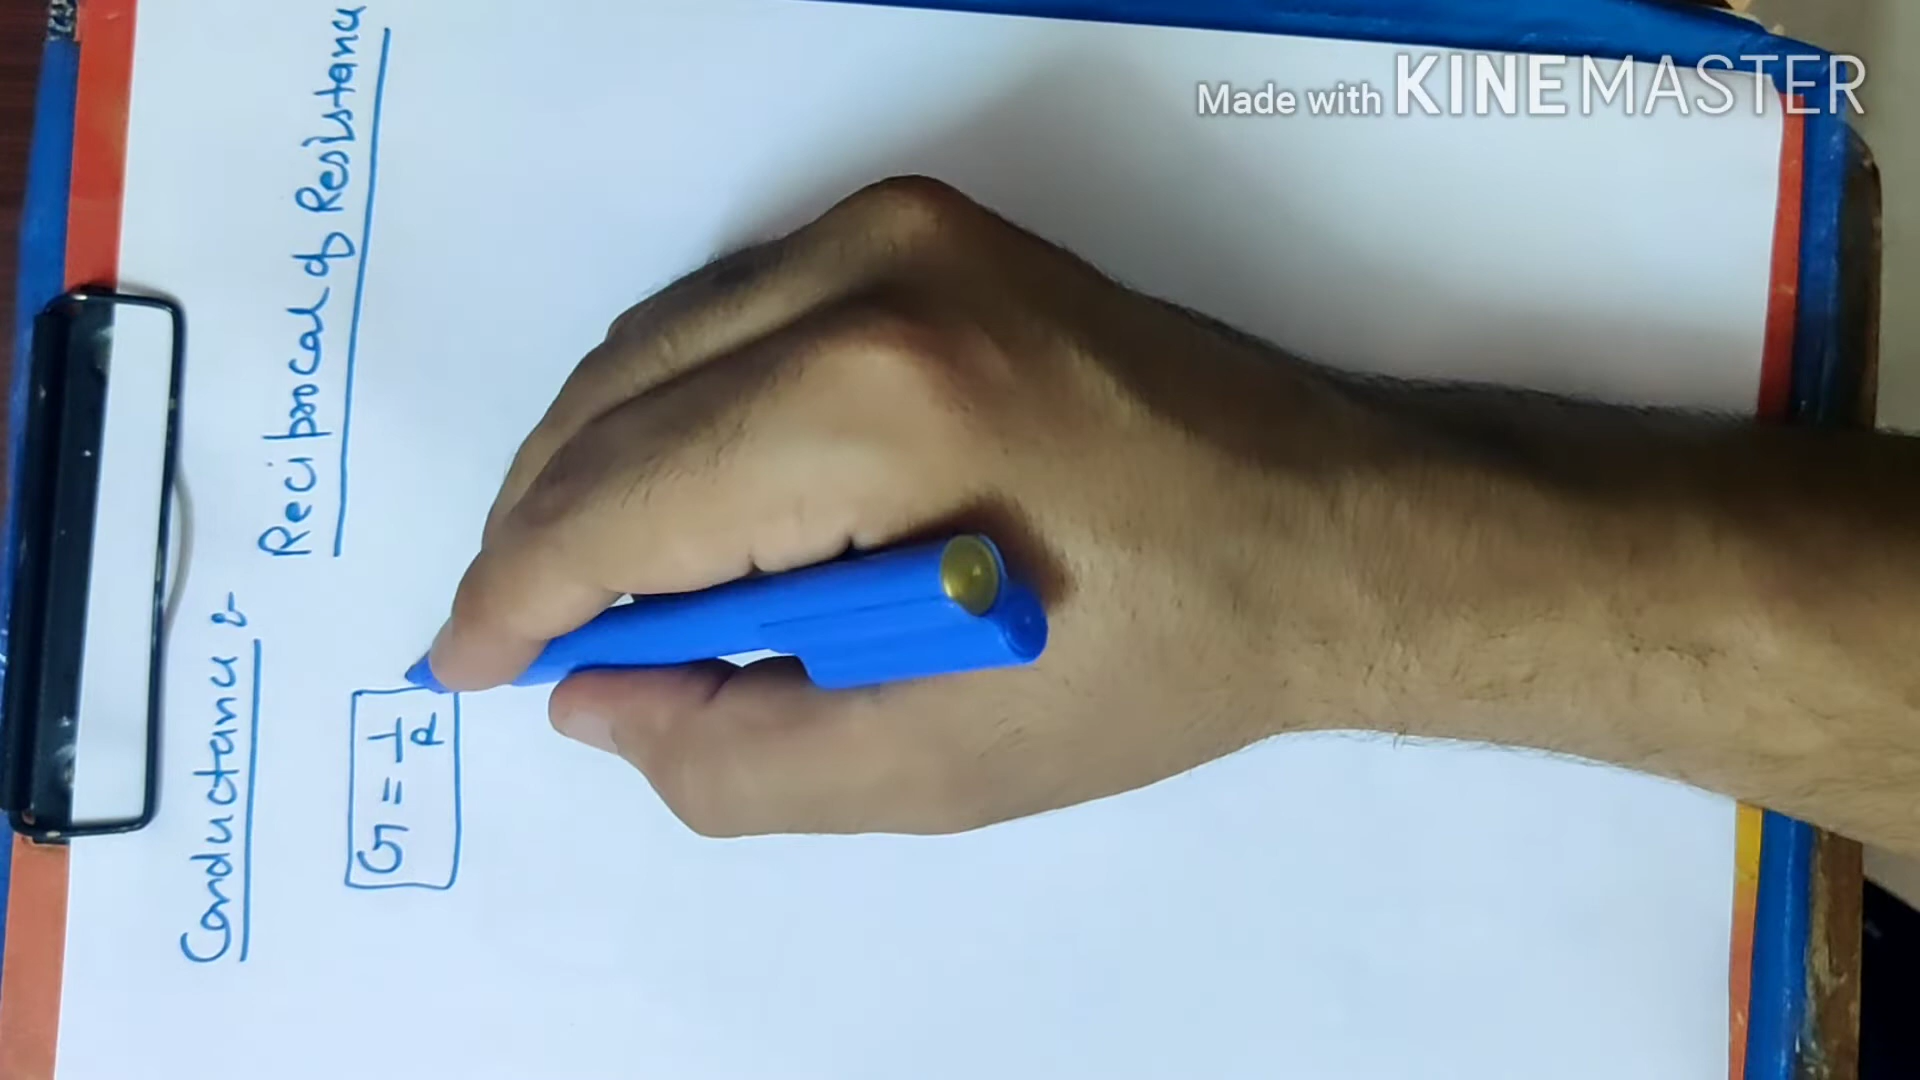 Made with KINEMASTER
Conductance :-
Reciprocal of Resistance
G = 1/R